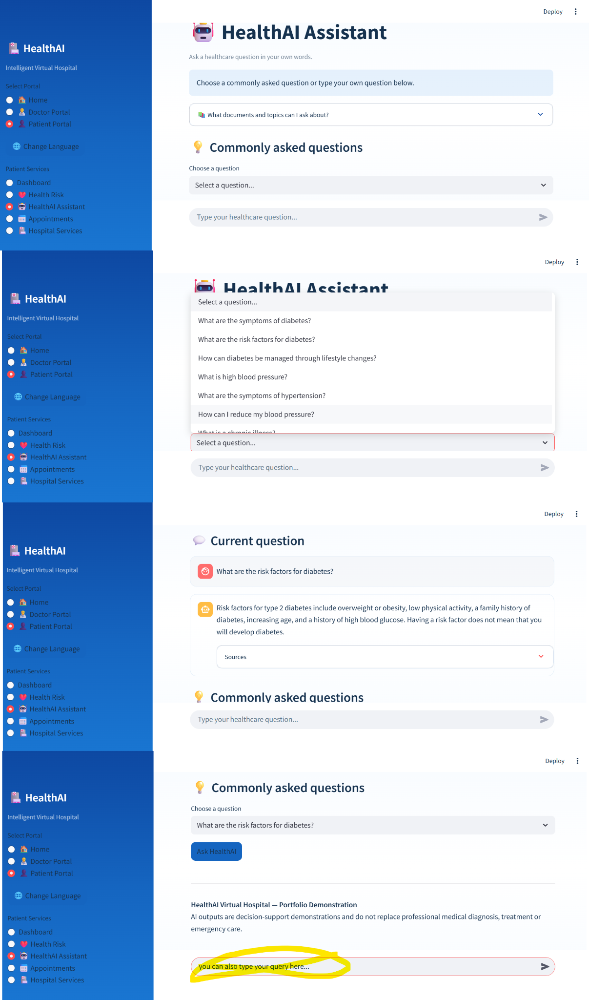 Deploy
HealthAI Assistant
HealthAI
Ask a healthcare question in your own words.
Intelligent Virtual Hospital
Choose a commonly asked question or type your own question below.
Select Portal
Home
Doctor Portal
Patient Portal
What documents and topics can I ask about?
Change Language
Commonly asked questions
Patient Services
Choose a question
Dashboard
Select a question...
Health Risk
HealthAI Assistant
Appointments
Hospital Services
Type your healthcare question...
Deploy
HealthAI Assistant
HealthAI
Intelligent Virtual Hospital
Select Portal
Home
Doctor Portal
Patient Portal
Change Language
Patient Services
Dashboard
Health Risk
HealthAI Assistant
Appointments
Hospital Services
Select a question...
What are the symptoms of diabetes?
What are the risk factors for diabetes?
How can diabetes be managed through lifestyle changes?
What is high blood pressure?
What are the symptoms of hypertension?
How can I reduce my blood pressure?
What is a chronic illness?
Select a question...
Type your healthcare question...
Deploy
HealthAI
Intelligent Virtual Hospital
Select Portal
Home
Doctor Portal
Patient Portal
Change Language
Patient Services
Dashboard
Health Risk
HealthAI Assistant
Appointments
Hospital Services
Current question
What are the risk factors for diabetes?
Risk factors for type 2 diabetes include overweight or obesity, low physical activity, a family history of
diabetes, increasing age, and a history of high blood glucose. Having a risk factor does not mean that you
will develop diabetes.
Sources
Commonly asked questions
Type your healthcare question...
Deploy
HealthAI
Intelligent Virtual Hospital
Select Portal
Home
Doctor Portal
Patient Portal
Change Language
Patient Services
Dashboard
Health Risk
HealthAI Assistant
Appointments
Hospital Services
Commonly asked questions
Choose a question
What are the risk factors for diabetes?
Ask HealthAI
HealthAI Virtual Hospital — Portfolio Demonstration
AI outputs are decision-support demonstrations and do not replace professional medical diagnosis, treatment or
emergency care.
you can also type your query here...